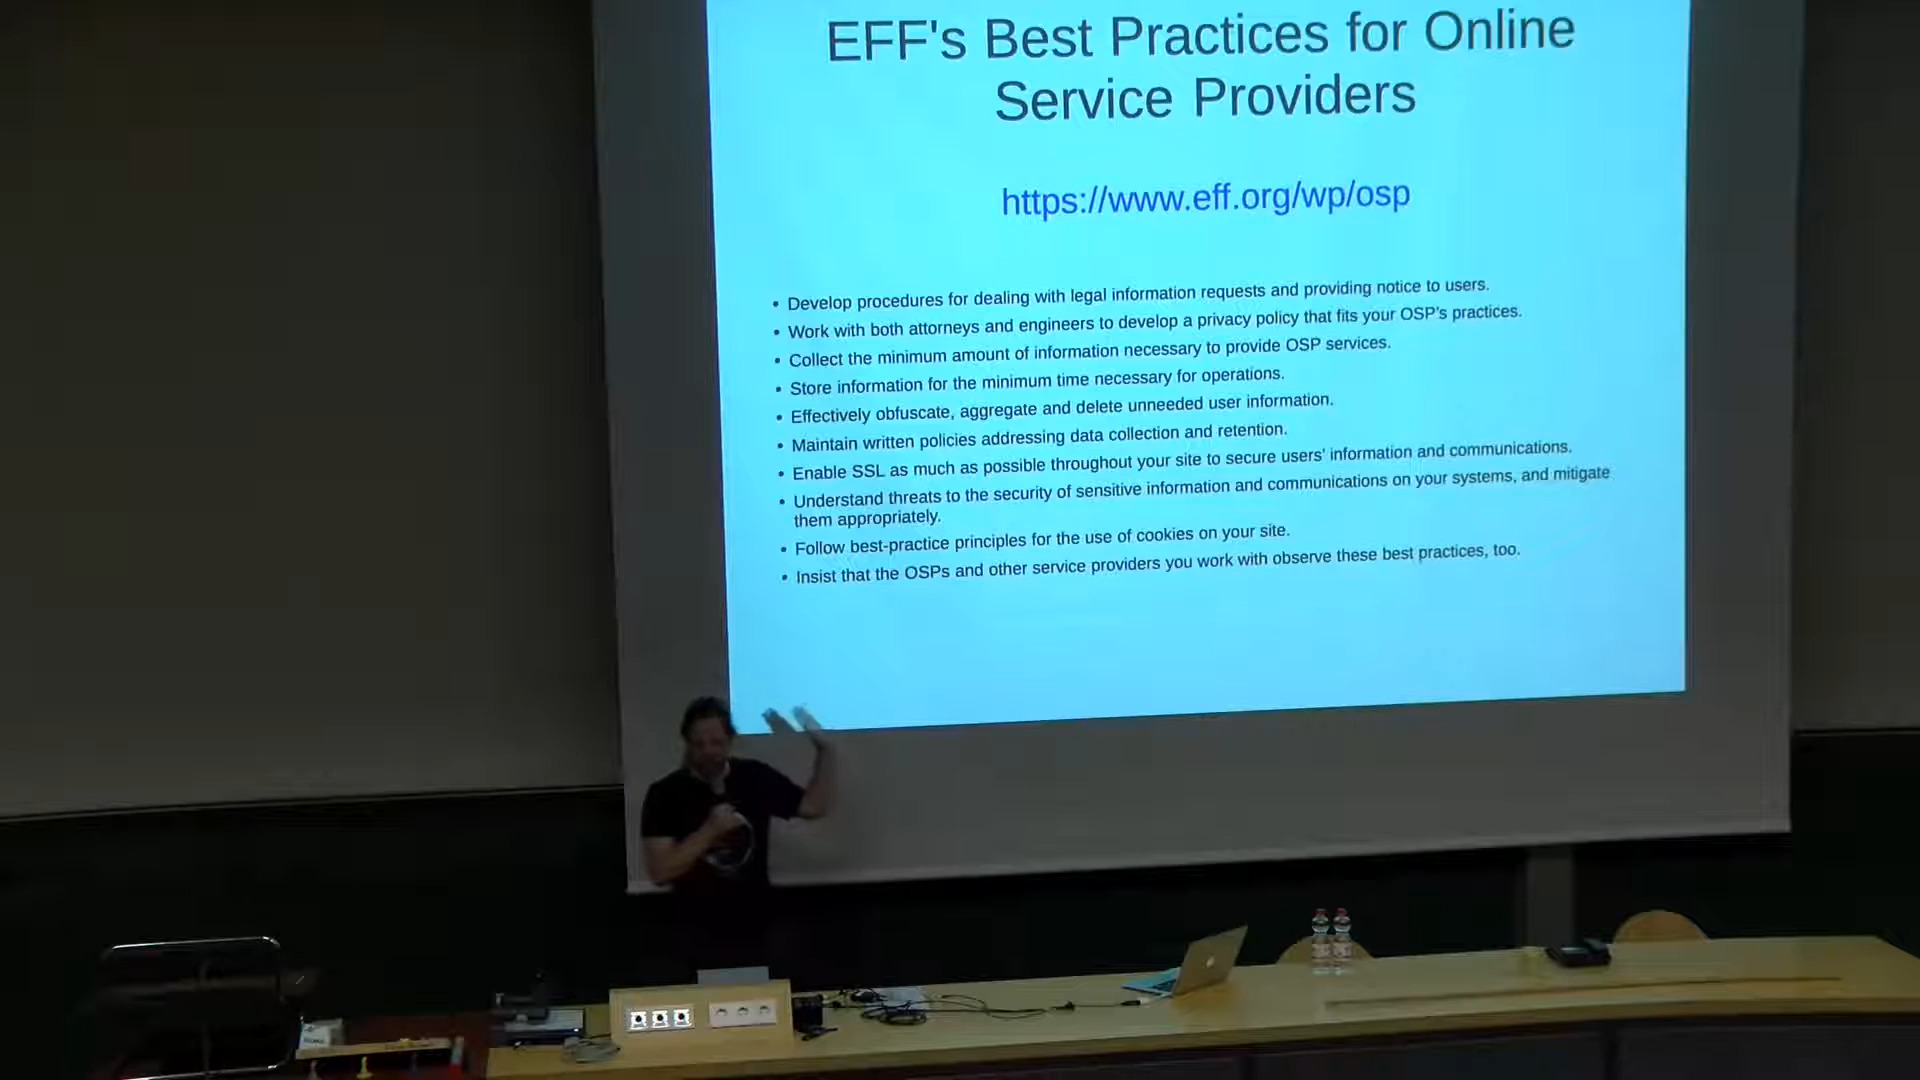 EFF's Best Practices for Online
Service Providers
https://www.eff.org/wp/osp
• Develop procedures for dealing with legal information requests and providing notice to users.
• Work with both attorneys and engineers to develop a privacy policy that fits your OSP's practices.
• Collect the minimum amount of information necessary to provide OSP services.
• Store information for the minimum time necessary for operations.
• Effectively obfuscate, aggregate and delete unneeded user information.
• Maintain written policies addressing data collection and retention.
• Enable SSL as much as possible throughout your site to secure users' information and communications.
• Understand threats to the security of sensitive information and communications on your systems, and mitigate
them appropriately.
• Follow best-practice principles for the use of cookies on your site.
• Insist that the OSPs and other service providers you work with observe these best practices, too.